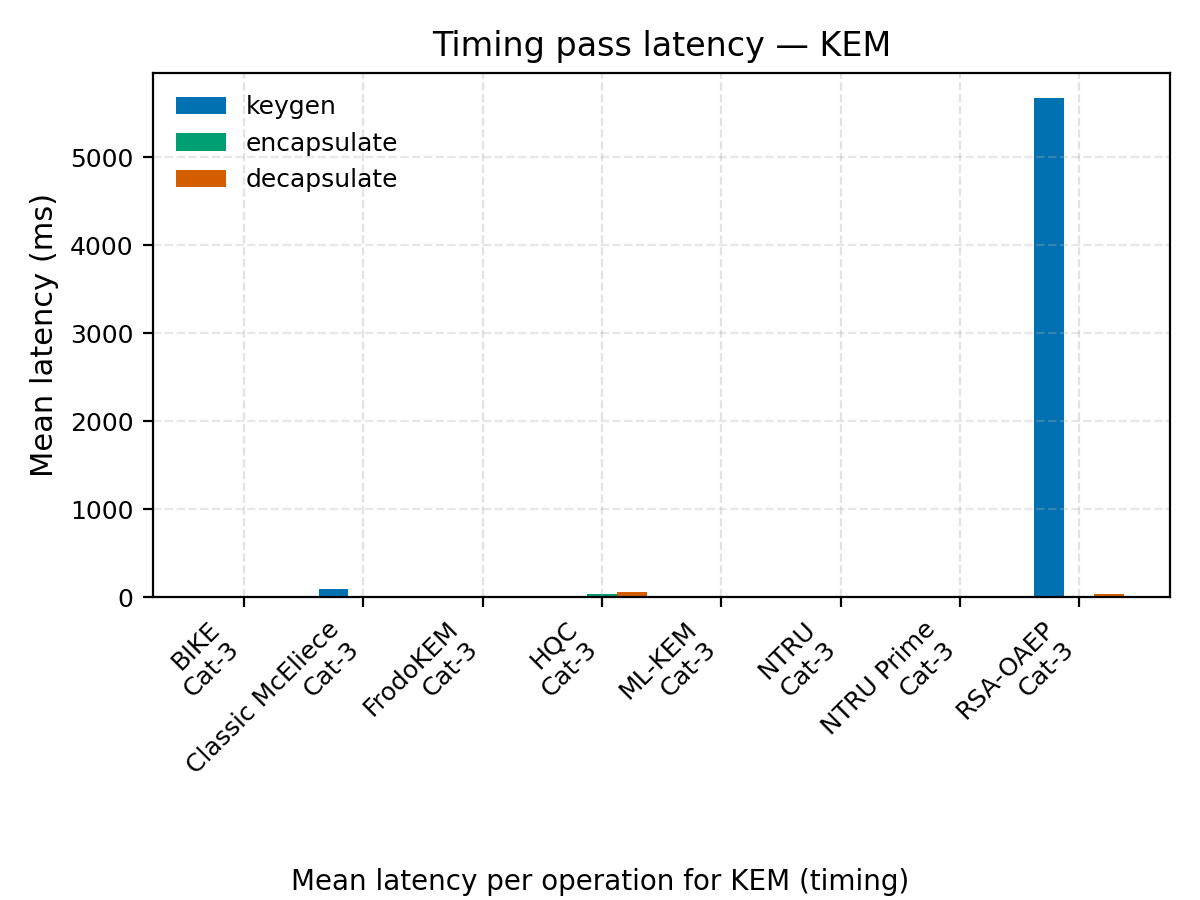 Timing pass latency — KEM
keygen
encapsulate
decapsulate
Mean latency (ms)
5000
4000
3000
2000
1000
0
BIKE
Cat-3
Classic McEliece
Cat-3
FrodoKEM
Cat-3
HQC
Cat-3
ML-KEM
Cat-3
NTRU
Cat-3
NTRU Prime
Cat-3
RSA-OAEP
Cat-3
Mean latency per operation for KEM (timing)